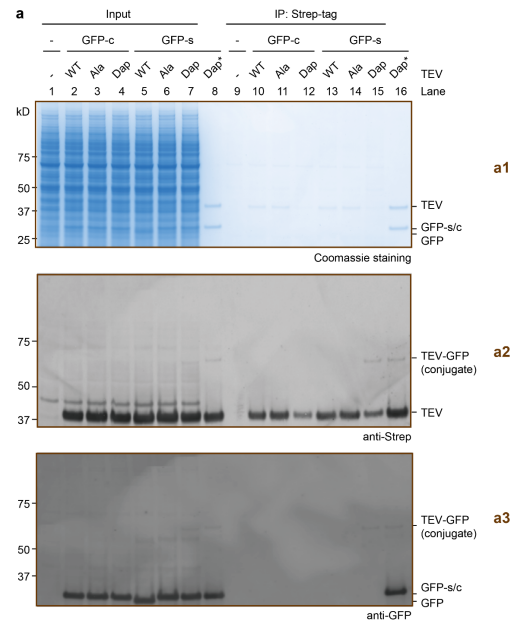 a
Input IP: Strep-tag
- GFP-c GFP-s - GFP-c GFP-s
- WT Ala Dap WT Ala Dap Dap* - WT Ala Dap WT Ala Dap Dap* TEV
1 2 3 4 5 6 7 8 9 10 11 12 13 14 15 16 Lane
kD
a1
75
50
37
25
TEV
GFP-s/c
GFP
Coomassie staining
a2
75
50
37
TEV-GFP
(conjugate)
TEV
anti-Strep
a3
75
50
37
TEV-GFP
(conjugate)
GFP-s/c
GFP
anti-GFP